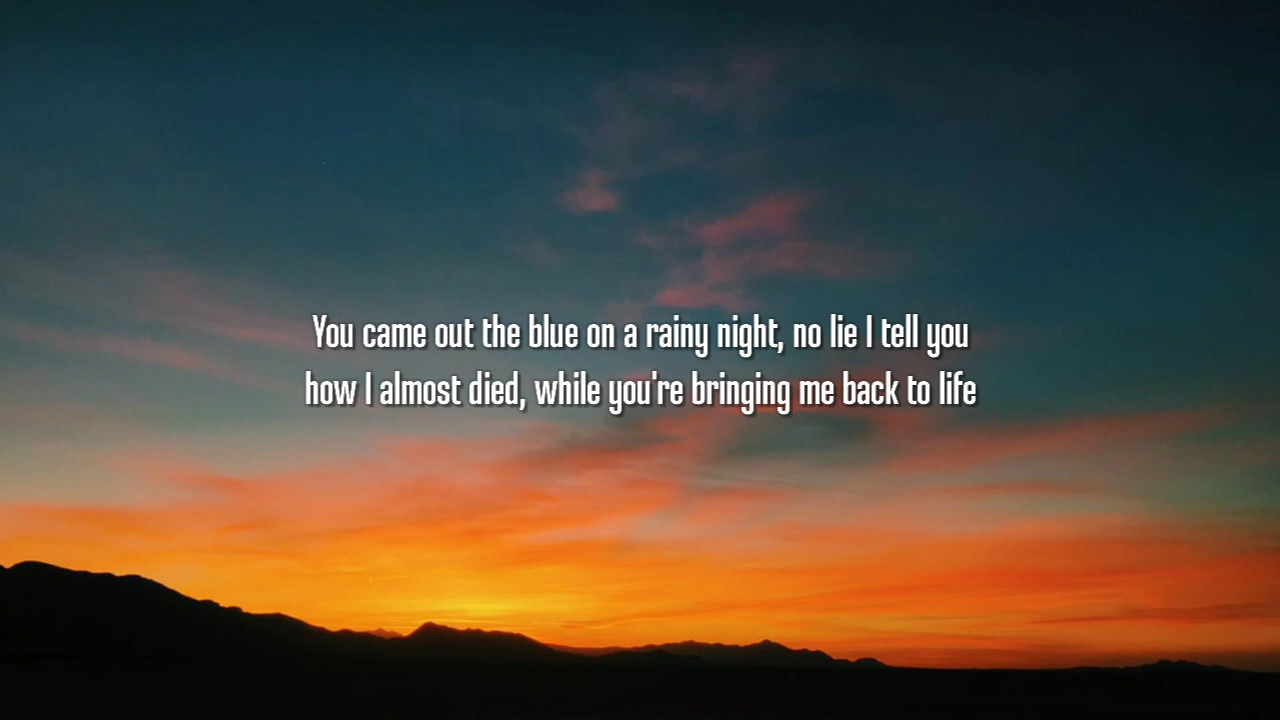 You came out the blue on a rainy night, no lie I tell you
how I almost died, while you're bringing me back to life